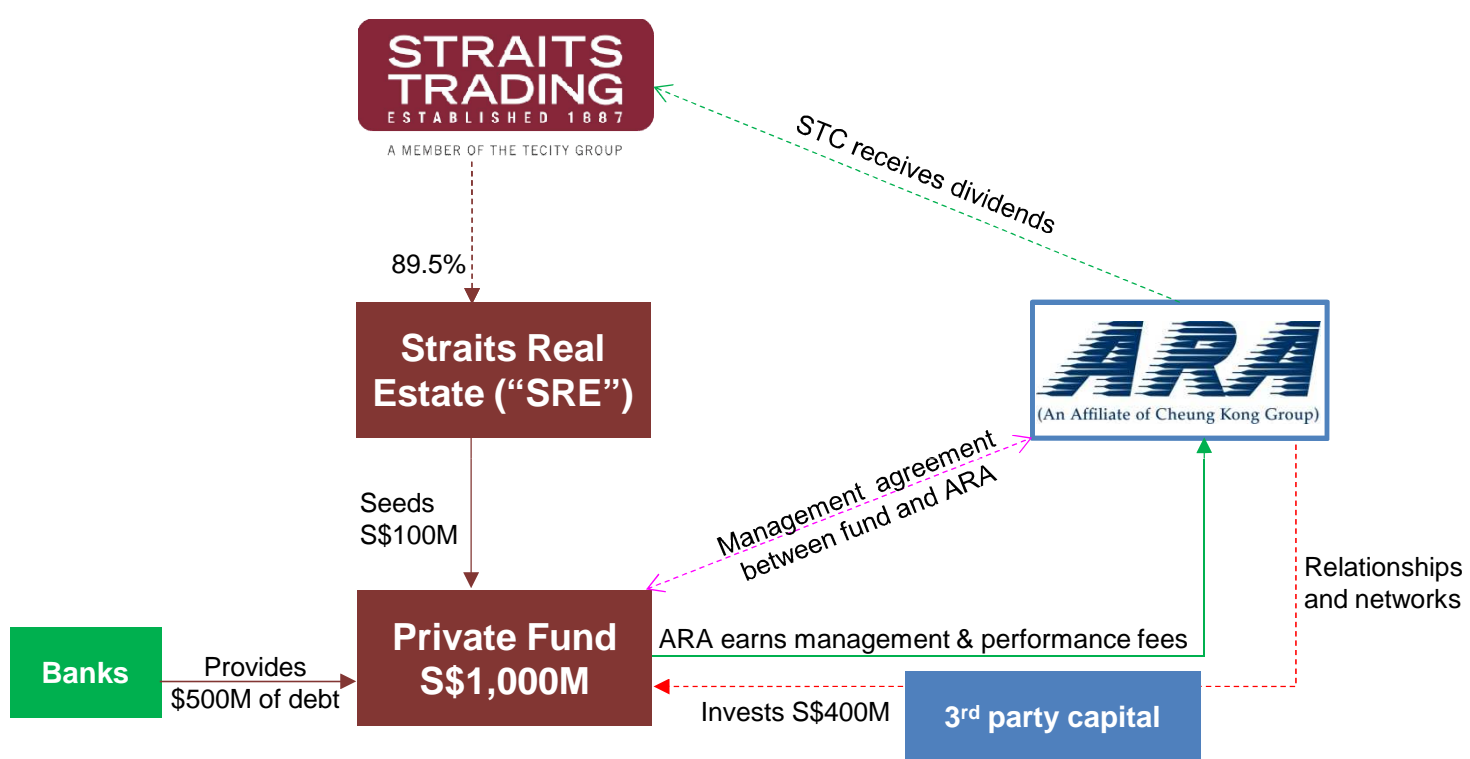 STRAITS
TRADING
ESTABLISHED 1887
A MEMBER OF THE TECITY GROUP
STC receives dividends
89.5%
Straits Real
Estate (“SRE”)
ARA
(An Affiliate of Cheung Kong Group)
Seeds
S$100M
Management agreement
between fund and ARA
Relationships
and networks
Banks
Provides
$500M of debt
Private Fund
S$1,000M
ARA earns management & performance fees
Invests S$400M
3rd party capital